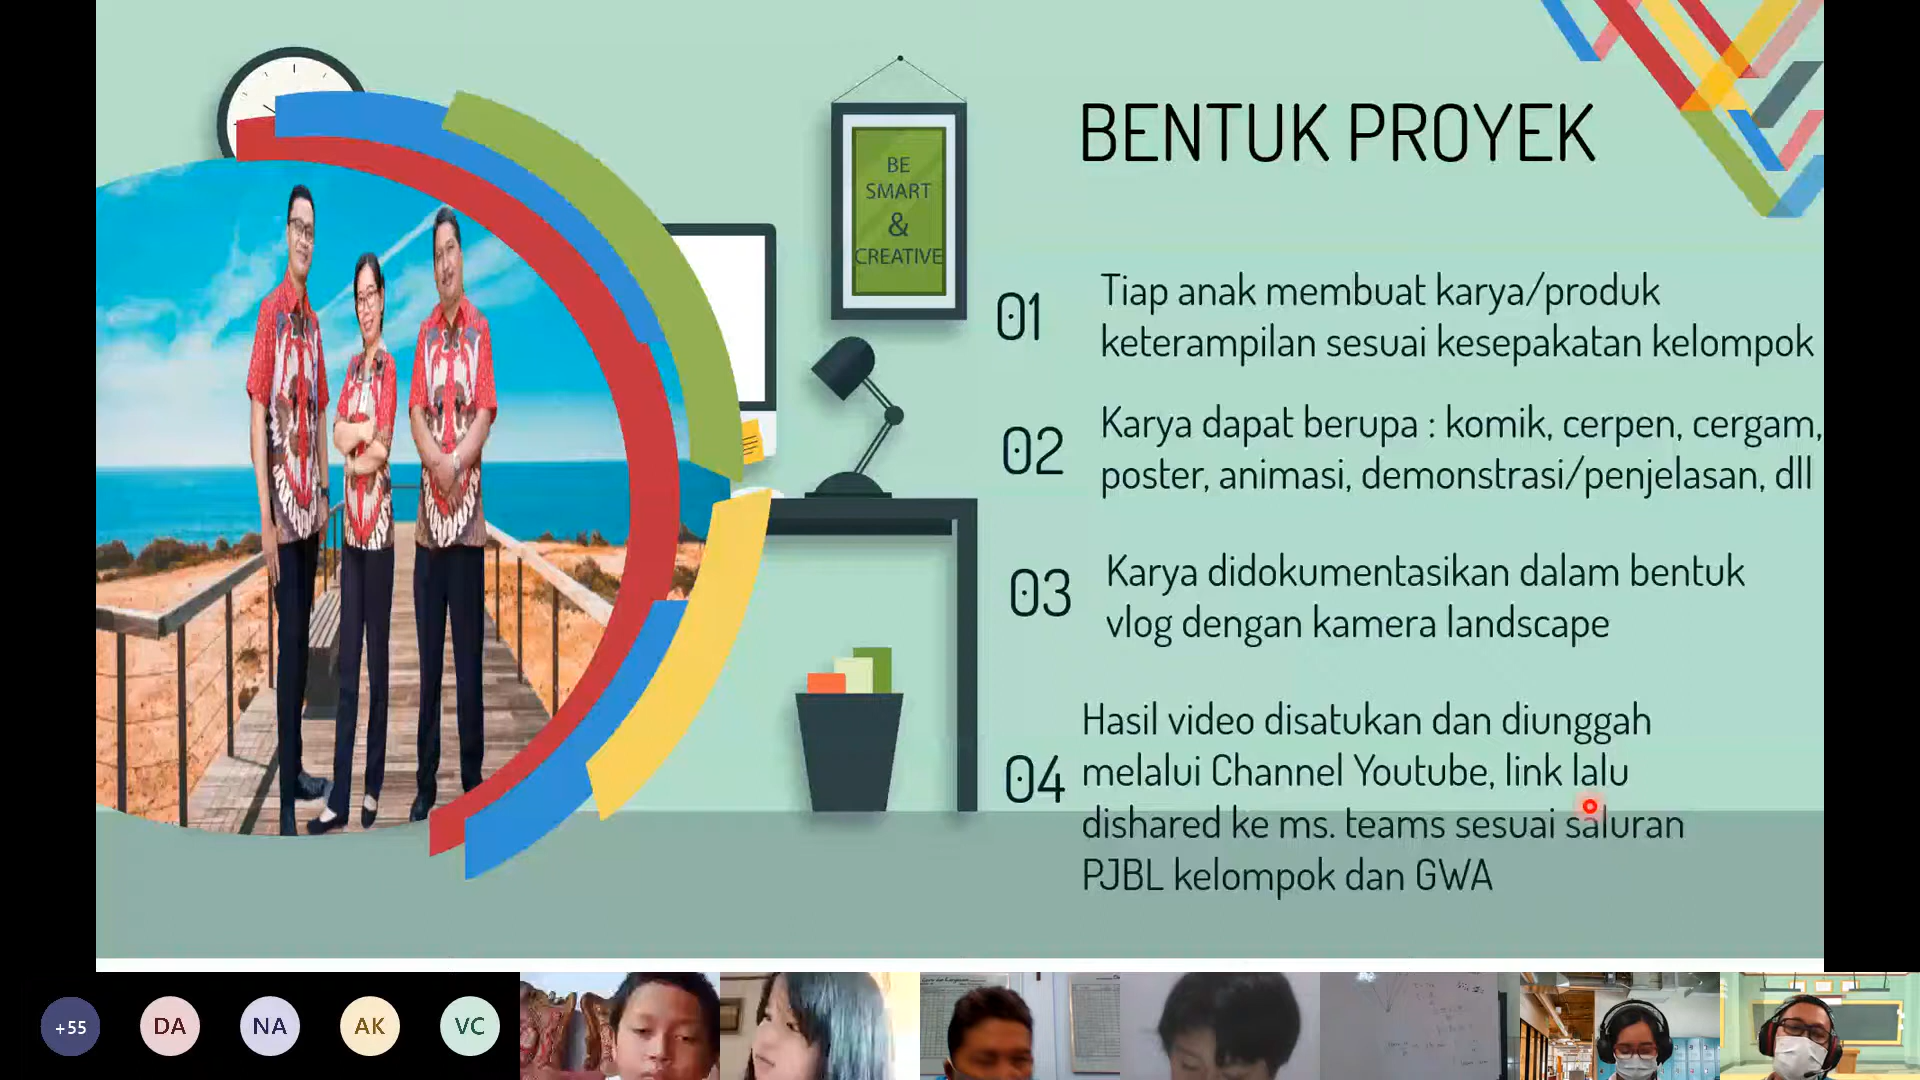 BENTUK PROYEK
BE
SMART
&
CREATIVE
01
Tiap anak membuat karya/produk
keterampilan sesuai kesepakatan kelompok
02
Karya dapat berupa : komik, cerpen, cergam,
poster, animasi, demonstrasi/penjelasan, dll
03
Karya didokumentasikan dalam bentuk
vlog dengan kamera landscape
04
Hasil video disatukan dan diunggah
melalui Channel Youtube, link lalu
dishared ke ms. teams sesuai saluran
PJBL kelompok dan GWA
+55
DA
NA
AK
VC